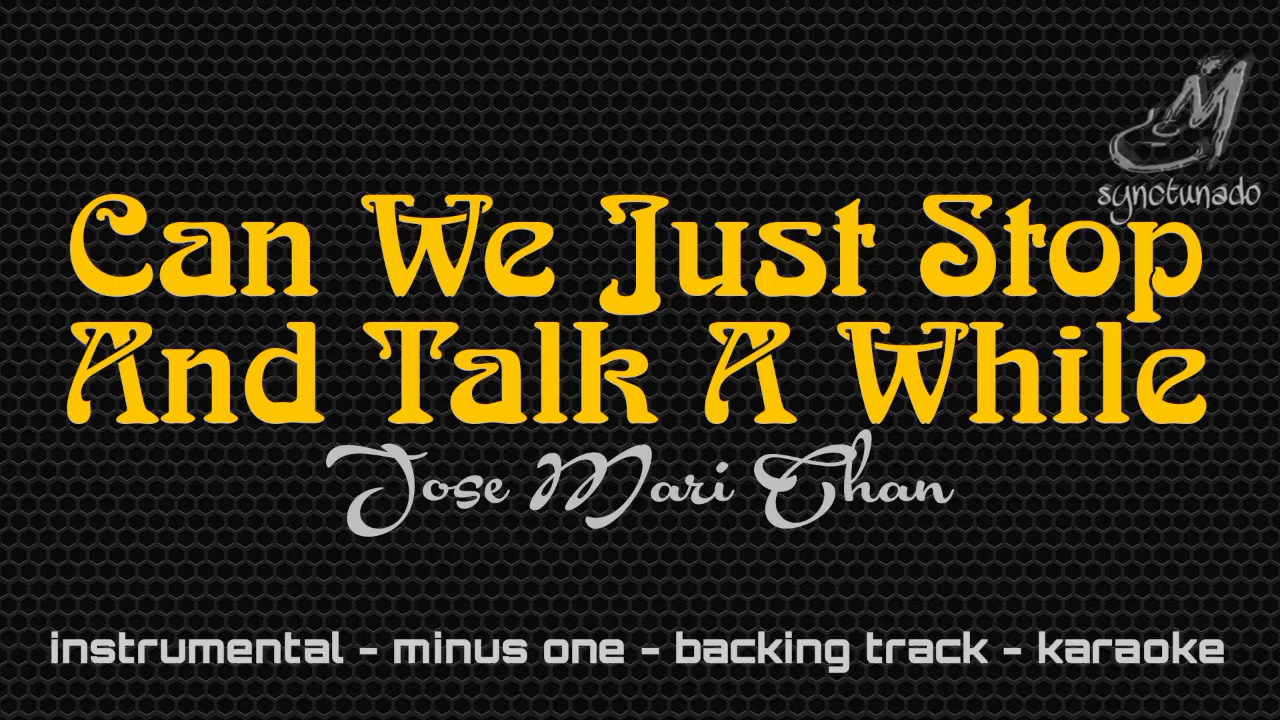 synctunado
Can We Just Stop
And Talk A While
Jose Mari Chan
instrumental - minus one - backing track - karaoke